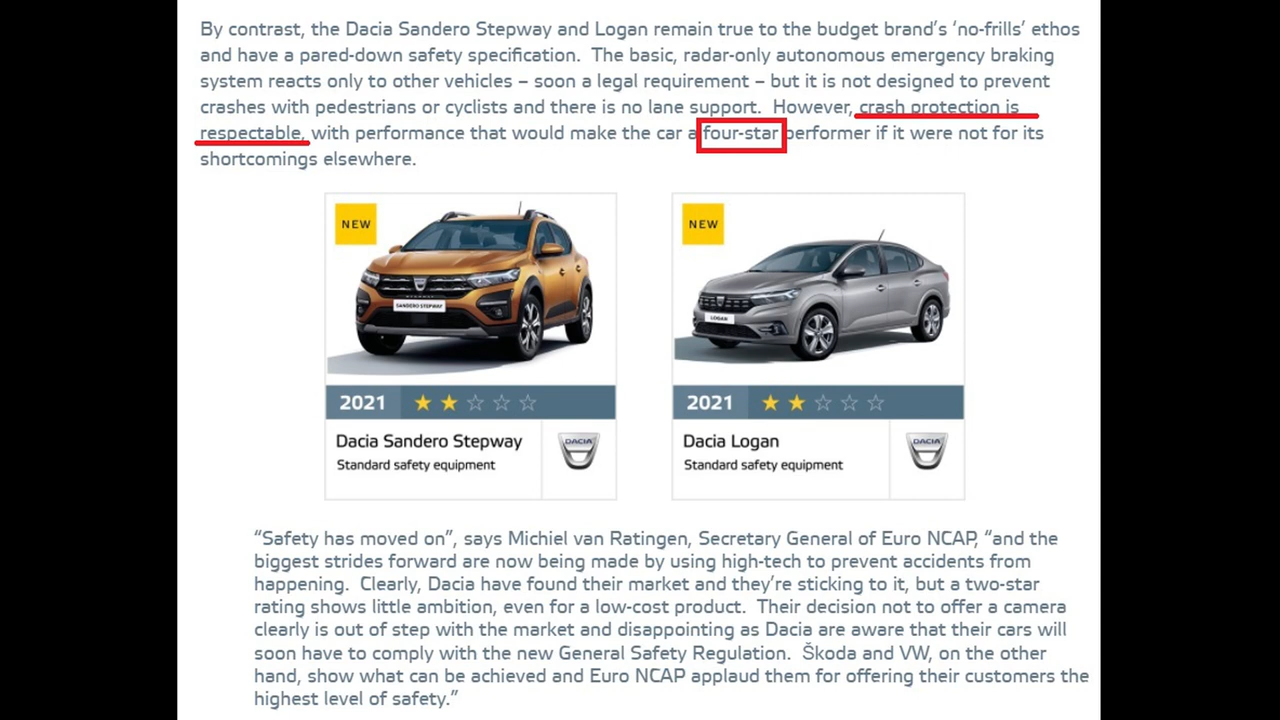 By contrast, the Dacia Sandero Stepway and Logan remain true to the budget brand's 'no-frills' ethos
and have a pared-down safety specification. The basic, radar-only autonomous emergency braking
system reacts only to other vehicles – soon a legal requirement – but it is not designed to prevent
crashes with pedestrians or cyclists and there is no lane support. However, crash protection is
respectable, with performance that would make the car a four-star performer if it were not for its
shortcomings elsewhere.
NEW
SANDERO STEPWAY
2021
Dacia Sandero Stepway
Standard safety equipment
DACIA
NEW
LOGAN
2021
Dacia Logan
Standard safety equipment
DACIA
“Safety has moved on”, says Michiel van Ratingen, Secretary General of Euro NCAP, “and the
biggest strides forward are now being made by using high-tech to prevent accidents from
happening. Clearly, Dacia have found their market and they’re sticking to it, but a two-star
rating shows little ambition, even for a low-cost product. Their decision not to offer a camera
clearly is out of step with the market and disappointing as Dacia are aware that their cars will
soon have to comply with the new General Safety Regulation. Škoda and VW, on the other
hand, show what can be achieved and Euro NCAP applaud them for offering their customers the
highest level of safety.”